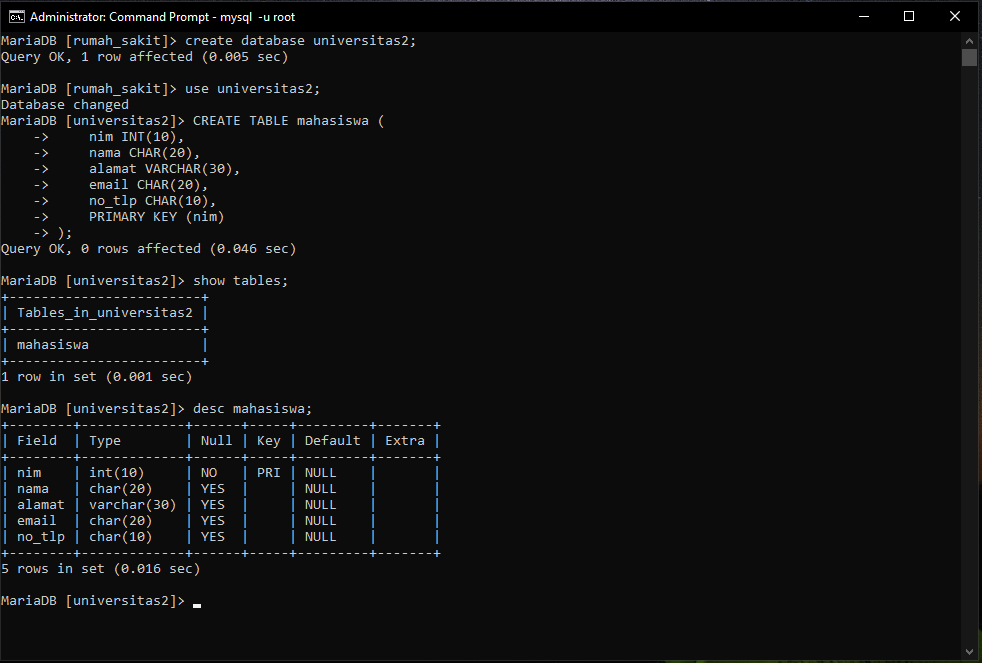 Administrator: Command Prompt - mysql  -u root
MariaDB [rumah_sakit]> create database universitas2;
Query OK, 1 row affected (0.005 sec)

MariaDB [rumah_sakit]> use universitas2;
Database changed
MariaDB [universitas2]> CREATE TABLE mahasiswa (
    ->     nim INT(10),
    ->     nama CHAR(20),
    ->     alamat VARCHAR(30),
    ->     email CHAR(20),
    ->     no_tlp CHAR(10),
    ->     PRIMARY KEY (nim)
    -> );
Query OK, 0 rows affected (0.046 sec)

MariaDB [universitas2]> show tables;
+------------------------+
| Tables_in_universitas2 |
+------------------------+
| mahasiswa              |
+------------------------+
1 row in set (0.001 sec)

MariaDB [universitas2]> desc mahasiswa;
+--------+-------------+------+-----+---------+-------+
| Field  | Type        | Null | Key | Default | Extra |
+--------+-------------+------+-----+---------+-------+
| nim    | int(10)     | NO   | PRI | NULL    |       |
| nama   | char(20)    | YES  |     | NULL    |       |
| alamat | varchar(30) | YES  |     | NULL    |       |
| email  | char(20)    | YES  |     | NULL    |       |
| no_tlp | char(10)    | YES  |     | NULL    |       |
+--------+-------------+------+-----+---------+-------+
5 rows in set (0.016 sec)

MariaDB [universitas2]> _